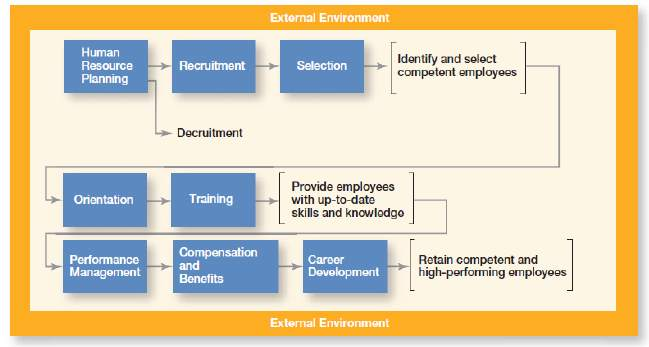 External Environment
Human
Resource
Planning
Recruitment
Selection
Identify and select
competent employees
Decruitment
Orientation
Training
Provide employees
with up-to-date
skills and knowledge
Performance
Management
Compensation
and
Benefits
Career
Development
Retain competent and
high-performing employees
External Environment